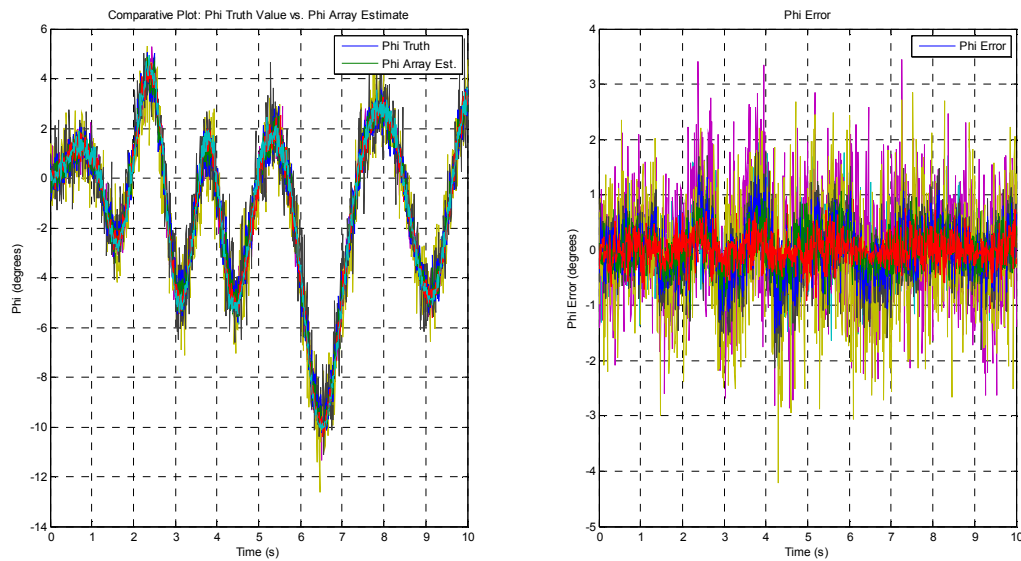 Comparative Plot: Phi Truth Value vs. Phi Array Estimate
6
4
2
0
-2
-4
-6
-8
-10
-12
-14
Phi (degrees)
Phi Truth
Phi Array Est.
0 1 2 3 4 5 6 7 8 9 10
Time (s)
Phi Error
4
3
2
1
0
-1
-2
-3
-4
-5
Phi Error (degrees)
Phi Error
0 1 2 3 4 5 6 7 8 9 10
Time (s)